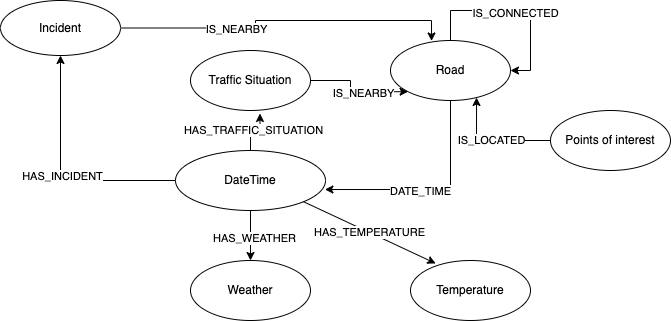 IS_CONNECTED
Incident
IS_NEARBY
Road
Traffic Situation
IS_NEARBY
HAS_TRAFFIC_SITUATION
IS_LOCATED
Points of interest
HAS_INCIDENT
DateTime
DATE_TIME
HAS_WEATHER
HAS_TEMPERATURE
Weather
Temperature